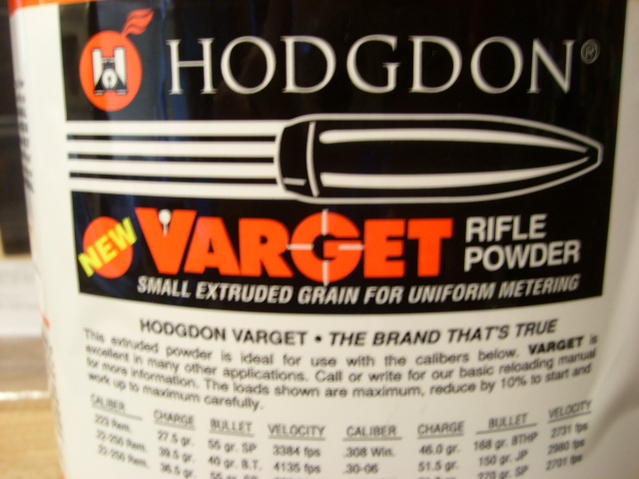 HODGDON®
NEW VARGET RIFLE POWDER
SMALL EXTRUDED GRAIN FOR UNIFORM METERING
HODGDON VARGET • THE BRAND THAT'S TRUE
This extruded powder is ideal for use with the calibers below. VARGET is
excellent in many other applications. Call or write for our basic reloading manual
for more information. The loads shown are maximum, reduce by 10% to start and
work up to maximum carefully.
CALIBER CHARGE BULLET VELOCITY CALIBER CHARGE BULLET VELOCITY
223 Rem. 27.5 gr. 55 gr. SP 3384 fps .308 Win. 46.0 gr. 168 gr. BTHP 2731 fps
22-250 Rem. 39.5 gr. 40 gr. B.T. 4135 fps .30-06 51.5 gr. 150 gr. JP 2980 fps
22-250 Rem. 36.5 gr. 270 gr. SP 2701 fps